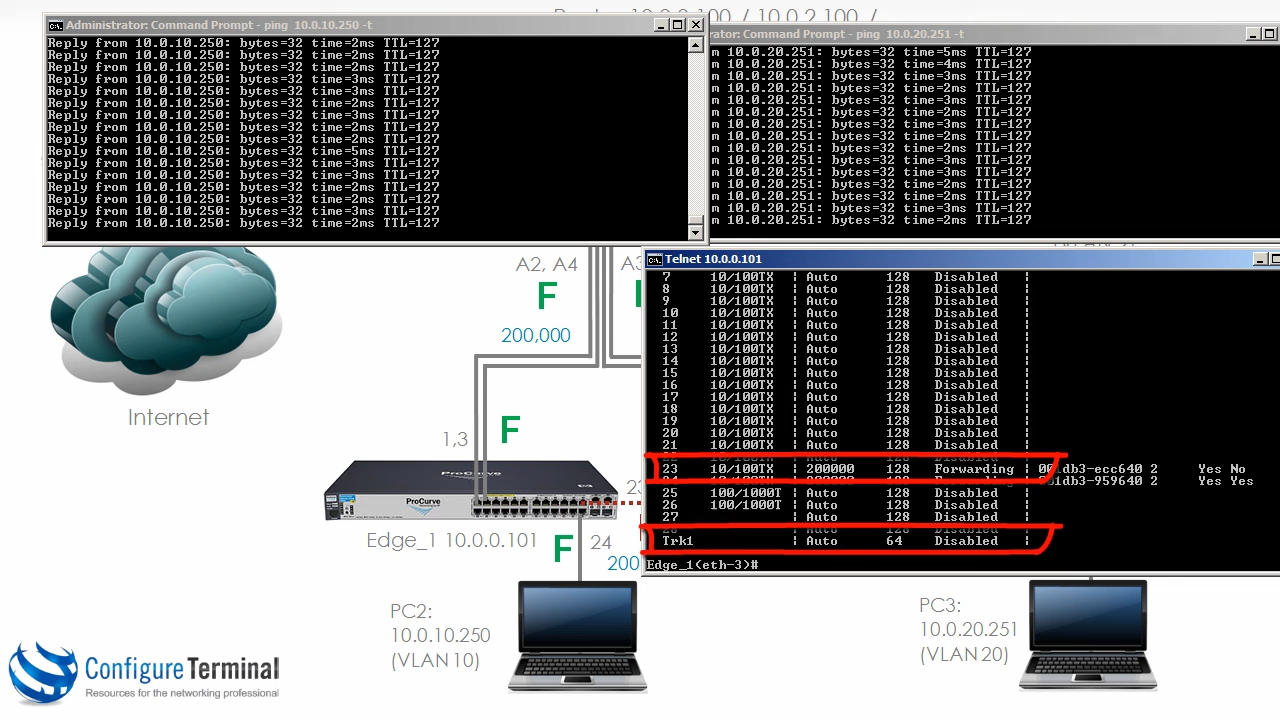 Administrator: Command Prompt - ping 10.0.10.250 -t
Reply from 10.0.10.250: bytes=32 time=2ms TTL=127
Reply from 10.0.10.250: bytes=32 time=2ms TTL=127
Reply from 10.0.10.250: bytes=32 time=2ms TTL=127
Reply from 10.0.10.250: bytes=32 time=3ms TTL=127
Reply from 10.0.10.250: bytes=32 time=3ms TTL=127
Reply from 10.0.10.250: bytes=32 time=2ms TTL=127
Reply from 10.0.10.250: bytes=32 time=3ms TTL=127
Reply from 10.0.10.250: bytes=32 time=2ms TTL=127
Reply from 10.0.10.250: bytes=32 time=2ms TTL=127
Reply from 10.0.10.250: bytes=32 time=5ms TTL=127
Reply from 10.0.10.250: bytes=32 time=3ms TTL=127
Reply from 10.0.10.250: bytes=32 time=2ms TTL=127
Reply from 10.0.10.250: bytes=32 time=2ms TTL=127
Reply from 10.0.10.250: bytes=32 time=2ms TTL=127
Reply from 10.0.10.250: bytes=32 time=3ms TTL=127
Reply from 10.0.10.250: bytes=32 time=2ms TTL=127
rator: Command Prompt - ping 10.0.20.251 -t
m 10.0.20.251: bytes=32 time=5ms TTL=127
m 10.0.20.251: bytes=32 time=4ms TTL=127
m 10.0.20.251: bytes=32 time=3ms TTL=127
m 10.0.20.251: bytes=32 time=2ms TTL=127
m 10.0.20.251: bytes=32 time=3ms TTL=127
m 10.0.20.251: bytes=32 time=2ms TTL=127
m 10.0.20.251: bytes=32 time=3ms TTL=127
m 10.0.20.251: bytes=32 time=2ms TTL=127
m 10.0.20.251: bytes=32 time=2ms TTL=127
m 10.0.20.251: bytes=32 time=3ms TTL=127
m 10.0.20.251: bytes=32 time=3ms TTL=127
m 10.0.20.251: bytes=32 time=2ms TTL=127
m 10.0.20.251: bytes=32 time=2ms TTL=127
m 10.0.20.251: bytes=32 time=3ms TTL=127
m 10.0.20.251: bytes=32 time=2ms TTL=127
A2, A4
F
200,000
Internet
1,3
F
ProCurve
ProCurve
Edge_1 10.0.0.101
F
24
200
PC2:
10.0.10.250
(VLAN 10)
Telnet 10.0.0.101
7 10/100TX | Auto 128 Disabled |
8 10/100TX | Auto 128 Disabled |
9 10/100TX | Auto 128 Disabled |
10 10/100TX | Auto 128 Disabled |
11 10/100TX | Auto 128 Disabled |
12 10/100TX | Auto 128 Disabled |
13 10/100TX | Auto 128 Disabled |
14 10/100TX | Auto 128 Disabled |
15 10/100TX | Auto 128 Disabled |
16 10/100TX | Auto 128 Disabled |
17 10/100TX | Auto 128 Disabled |
18 10/100TX | Auto 128 Disabled |
19 10/100TX | Auto 128 Disabled |
20 10/100TX | Auto 128 Disabled |
21 10/100TX | Auto 128 Disabled |
23 10/100TX | 200000 128 Forwarding | 2 Yes No
2 Yes Yes
25 100/1000T | Auto 128 Disabled |
26 100/1000T | Auto 128 Disabled |
27 | Auto 128 Disabled |
Trk1 | Auto 64 Disabled |
Edge_1(eth-3)#
PC3:
10.0.20.251
(VLAN 20)
Configure Terminal
Resources for the networking professional